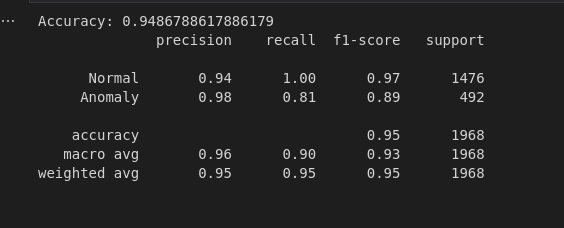 ... Accuracy: 0.9486788617886179
precision recall f1-score support
Normal 0.94 1.00 0.97 1476
Anomaly 0.98 0.81 0.89 492
accuracy 0.95 1968
macro avg 0.96 0.90 0.93 1968
weighted avg 0.95 0.95 0.95 1968